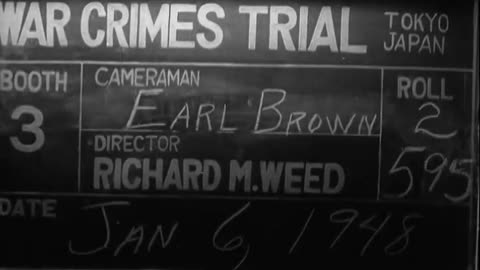 WAR CRIMES TRIAL TOKYO JAPAN
BOOTH 3
CAMERAMAN
EARL BROWN
DIRECTOR
RICHARD M. WEED
ROLL
2
595
DATE JAN 6, 1948